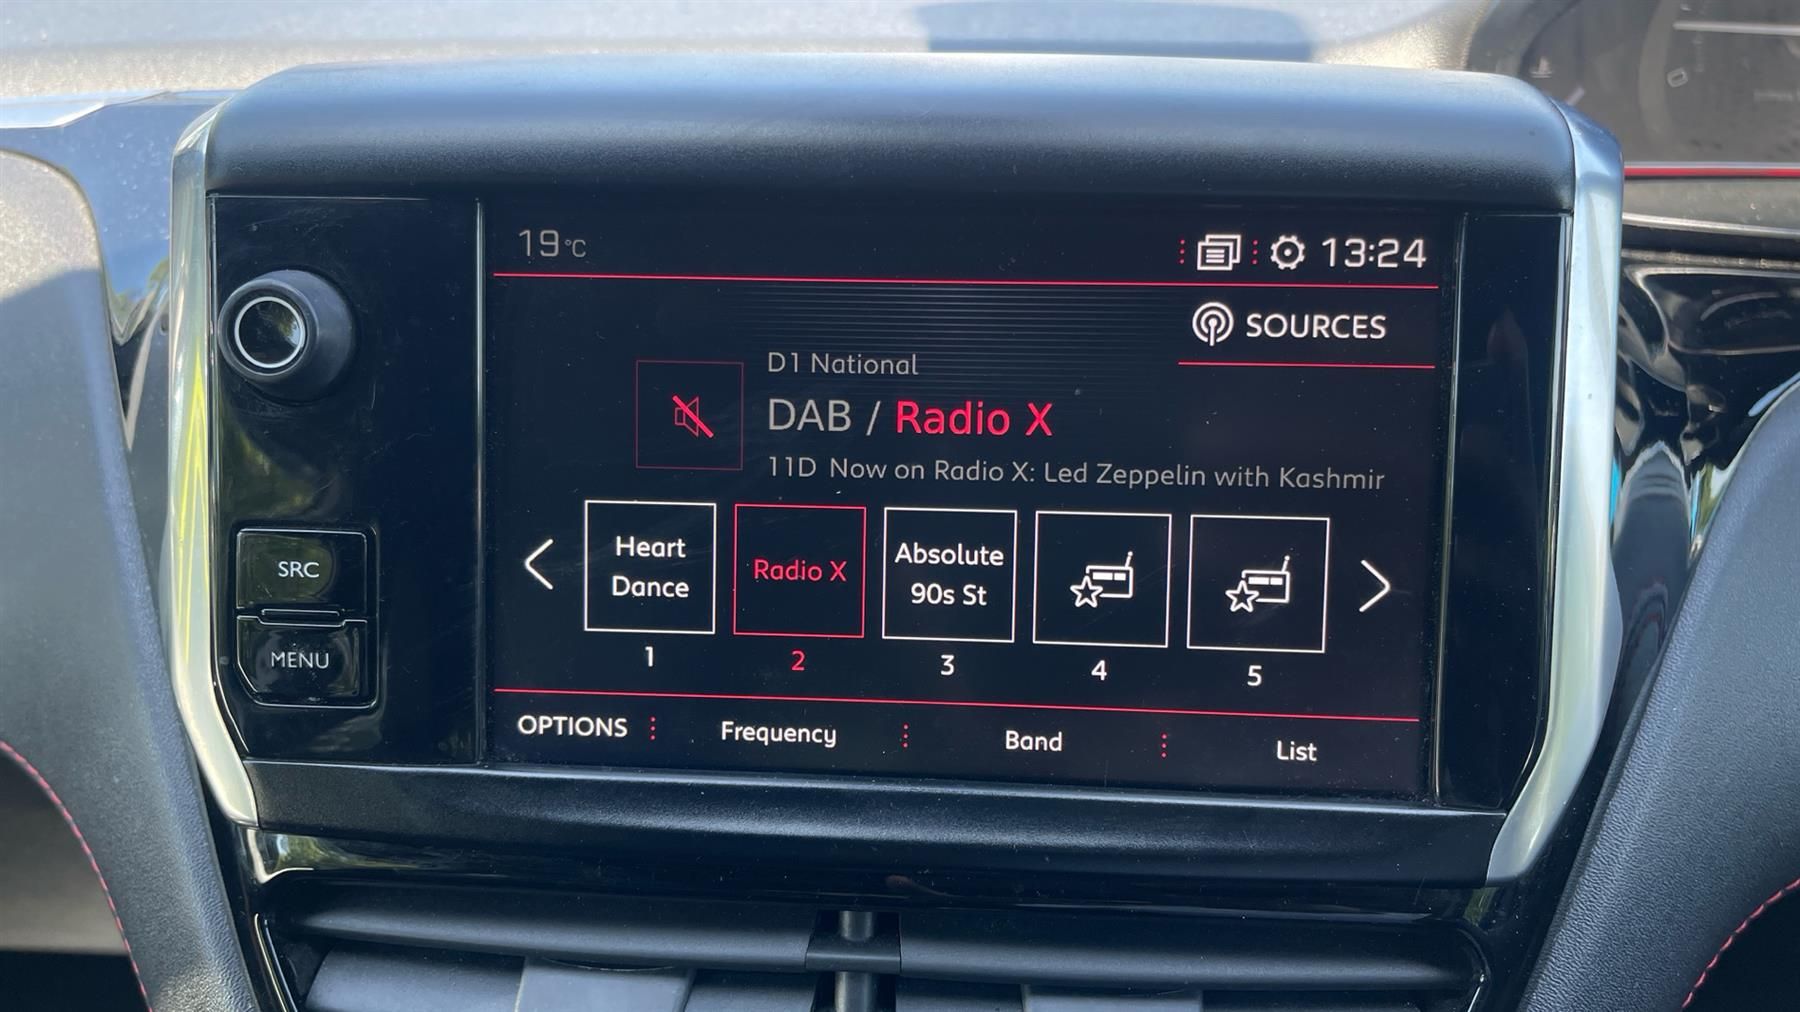 19°C
13:24
SOURCES
D1 National
DAB / Radio X
11D Now on Radio X: Led Zeppelin with Kashmir
Heart
Dance
Radio X
Absolute
90s St
1
2
3
4
5
SRC
MENU
OPTIONS
Frequency
Band
List